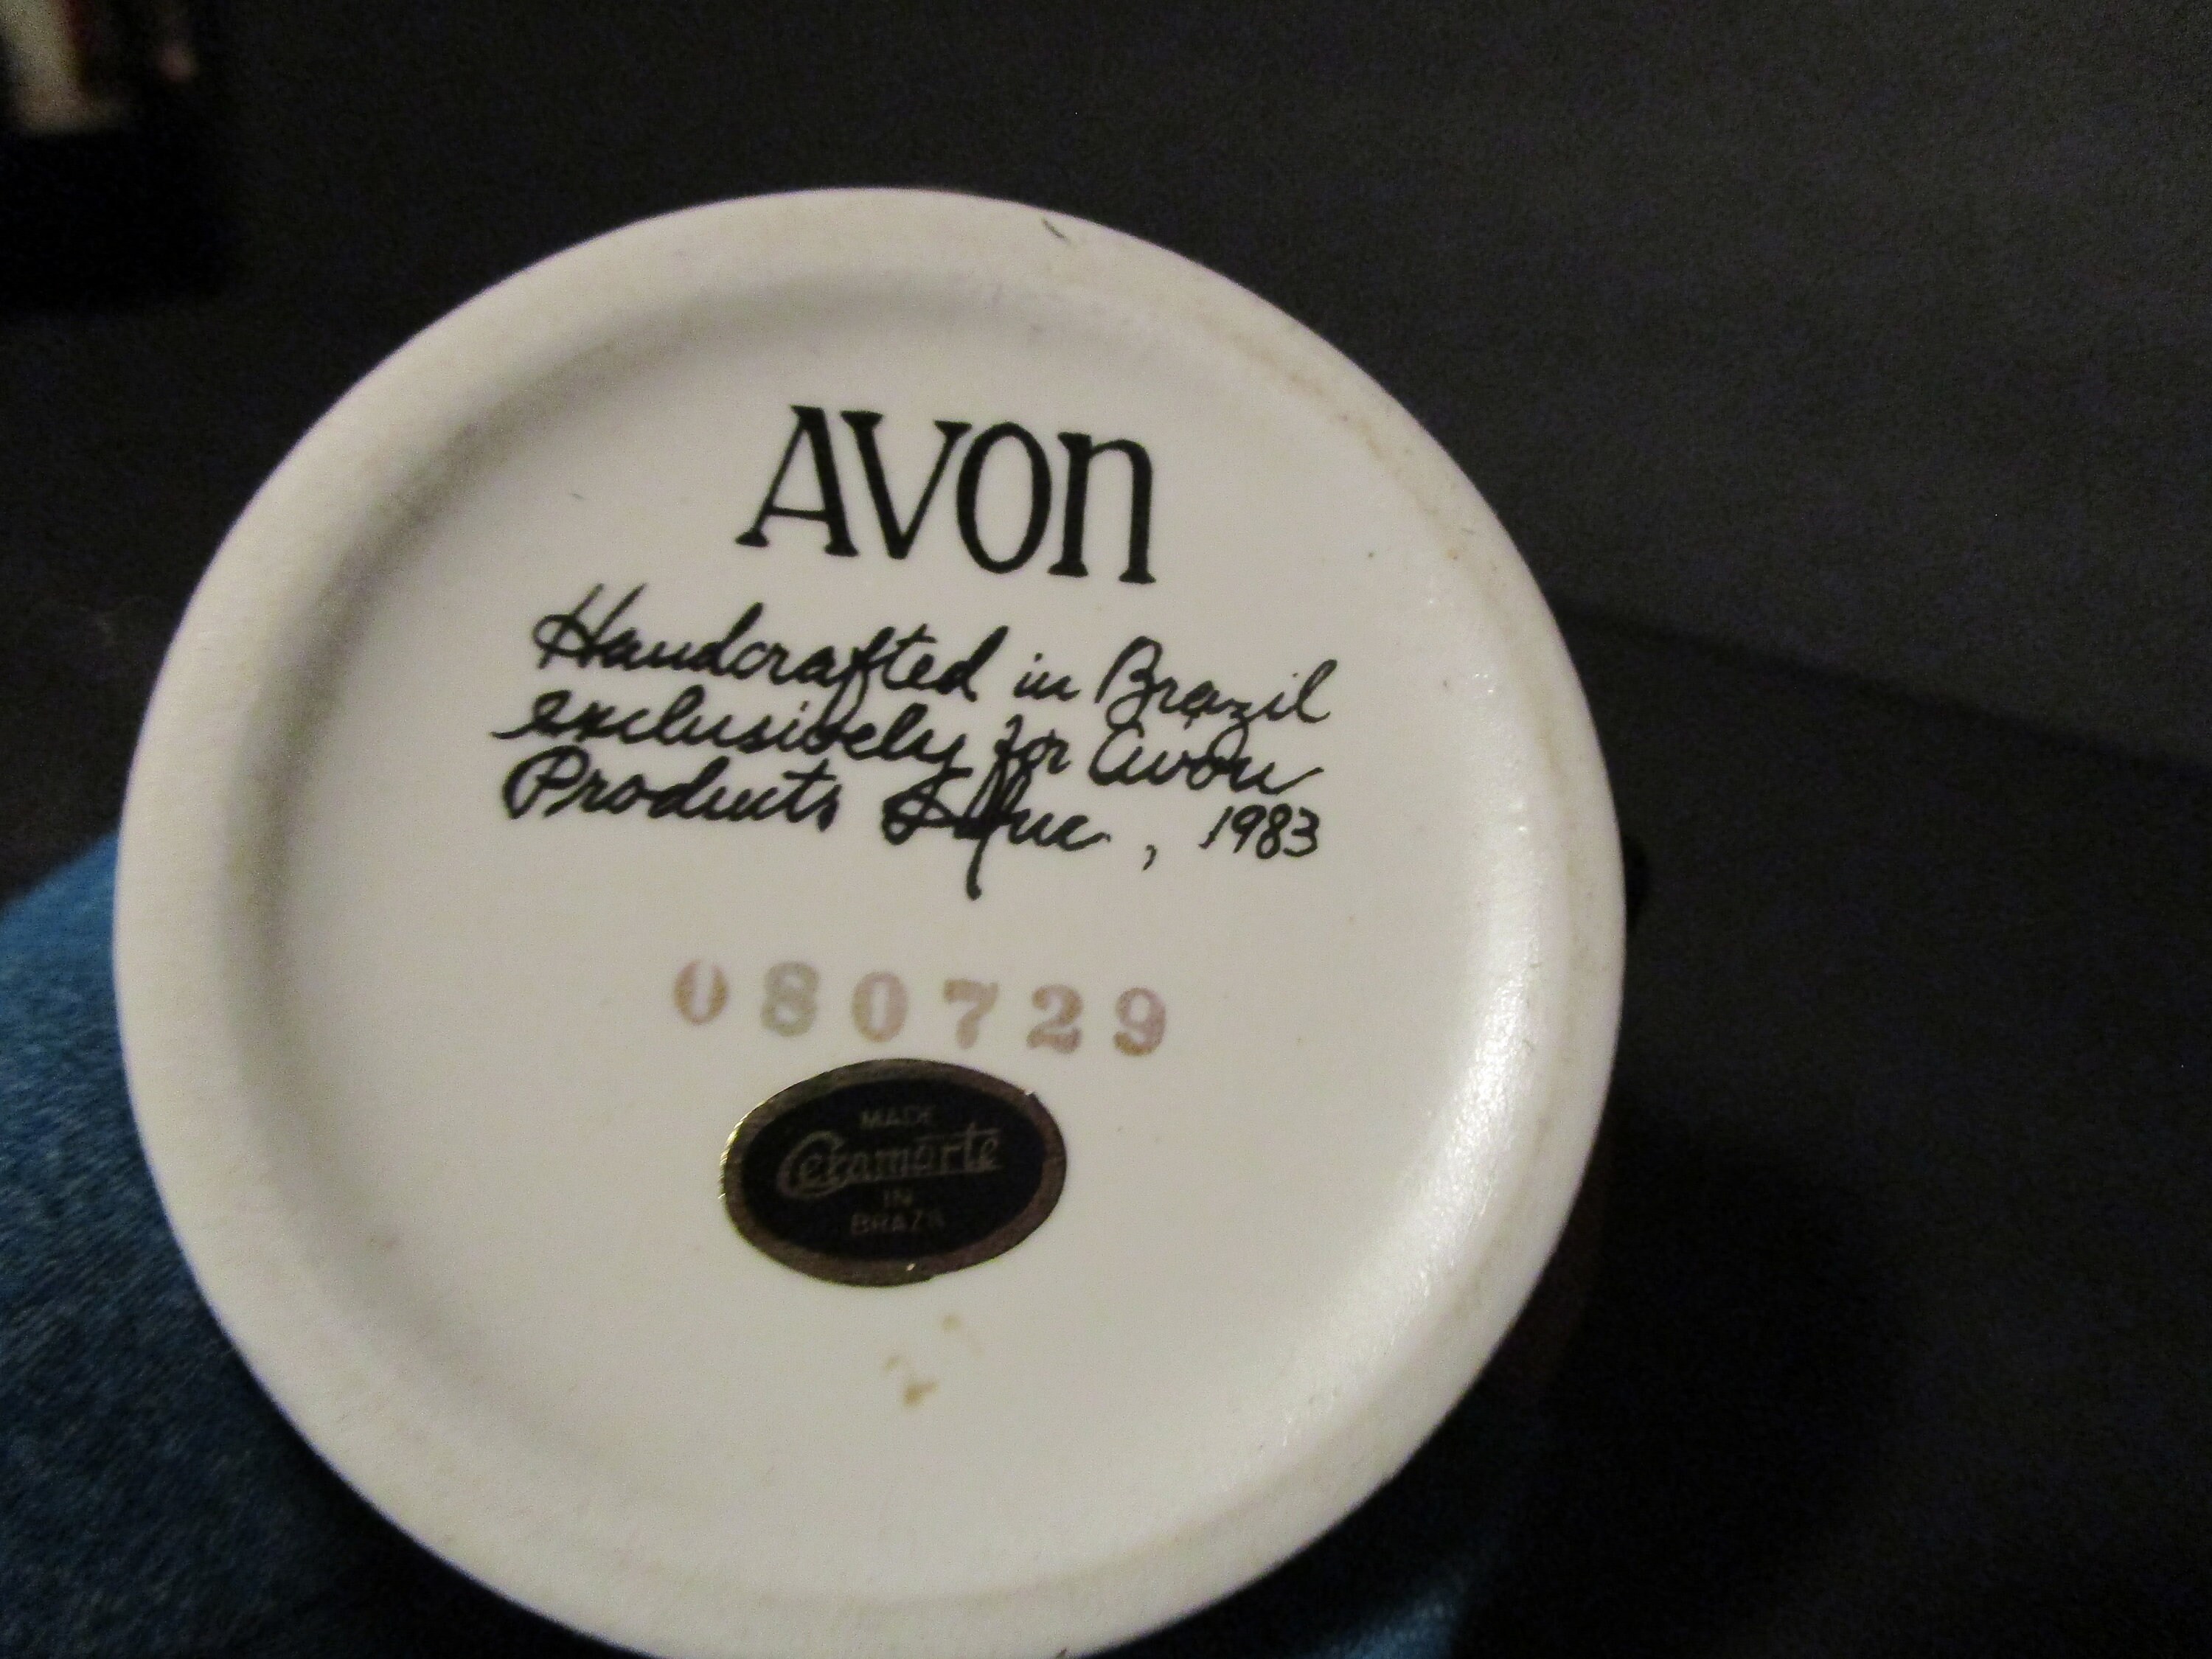 AVON
Handcrafted in Brazil
exclusively for Avon
Products Inc, 1983
080729
MADE
Ceramarte
IN
BRAZIL